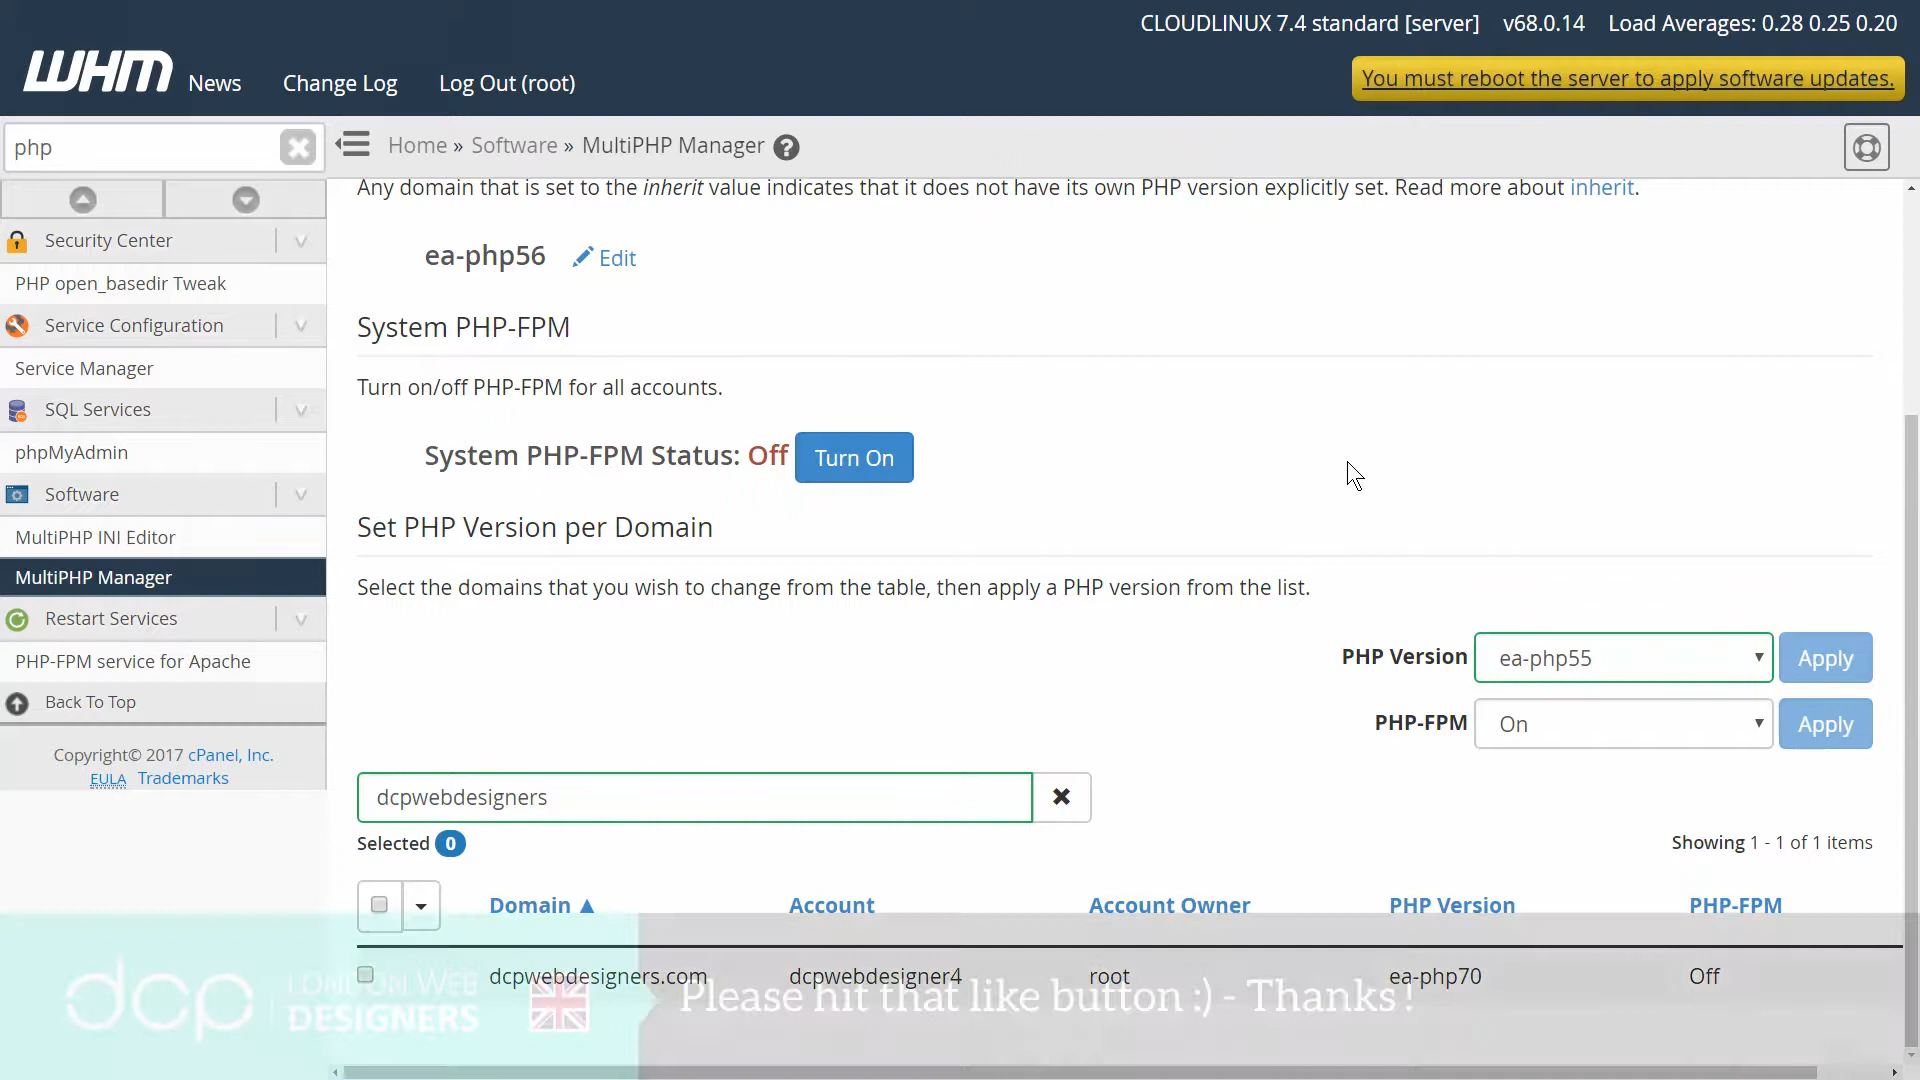 CLOUDLINUX 7.4 standard [server] v68.0.14 Load Averages: 0.28 0.25 0.20
WHM News Change Log Log Out (root)
You must reboot the server to apply software updates.
php
Home » Software » MultiPHP Manager
Security Center
PHP open_basedir Tweak
Service Configuration
Service Manager
SQL Services
phpMyAdmin
Software
MultiPHP INI Editor
MultiPHP Manager
Restart Services
PHP-FPM service for Apache
Back To Top
Copyright© 2017 cPanel, Inc.
EULA Trademarks
Any domain that is set to the inherit value indicates that it does not have its own PHP version explicitly set. Read more about inherit.
ea-php56 Edit
System PHP-FPM
Turn on/off PHP-FPM for all accounts.
System PHP-FPM Status: Off Turn On
Set PHP Version per Domain
Select the domains that you wish to change from the table, then apply a PHP version from the list.
PHP Version ea-php55 Apply
PHP-FPM On Apply
dcpwebdesigners
Selected 0
Showing 1 - 1 of 1 items
Domain Account Account Owner PHP Version PHP-FPM
dcpwebdesigners.com dcpwebdesigner4 root ea-php70 Off
dcp LONDON WEB
DESIGNERS
Please hit that like button :) - Thanks!